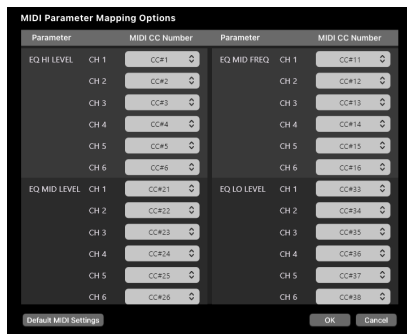 MIDI Parameter Mapping Options
Parameter MIDI CC Number Parameter MIDI CC Number
EQ HI LEVEL CH 1 CC#1 EQ MID FREQ CH 1 CC#11
CH 2 CC#2 CH 2 CC#12
CH 3 CC#3 CH 3 CC#13
CH 4 CC#4 CH 4 CC#14
CH 5 CC#5 CH 5 CC#15
CH 6 CC#6 CH 6 CC#16
EQ MID LEVEL CH 1 CC#21 EQ LO LEVEL CH 1 CC#33
CH 2 CC#22 CH 2 CC#34
CH 3 CC#23 CH 3 CC#35
CH 4 CC#24 CH 4 CC#36
CH 5 CC#25 CH 5 CC#37
CH 6 CC#26 CH 6 CC#38
Default MIDI Settings OK Cancel